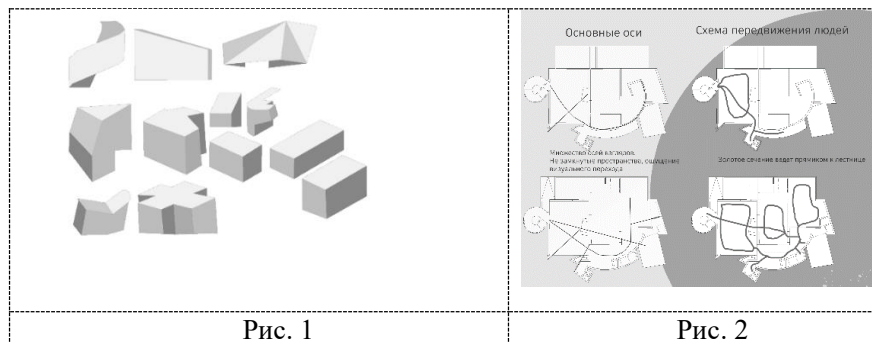 Основные оси
Схема передвижения людей
Множество осей взглядов.
Не замкнутые пространства, ощущение
визуального перехода
Золотое сечение ведет прямиком к лестнице
Рис. 1
Рис. 2